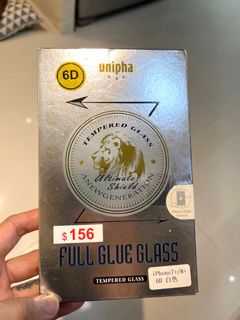 unipha
6D
TEMPERED GLASS
Ultimate
Shield
A NEW GENERATION
$156
FULL GLUE GLASS
TEMPERED GLASS
iPhone7+/8+
6D 白色